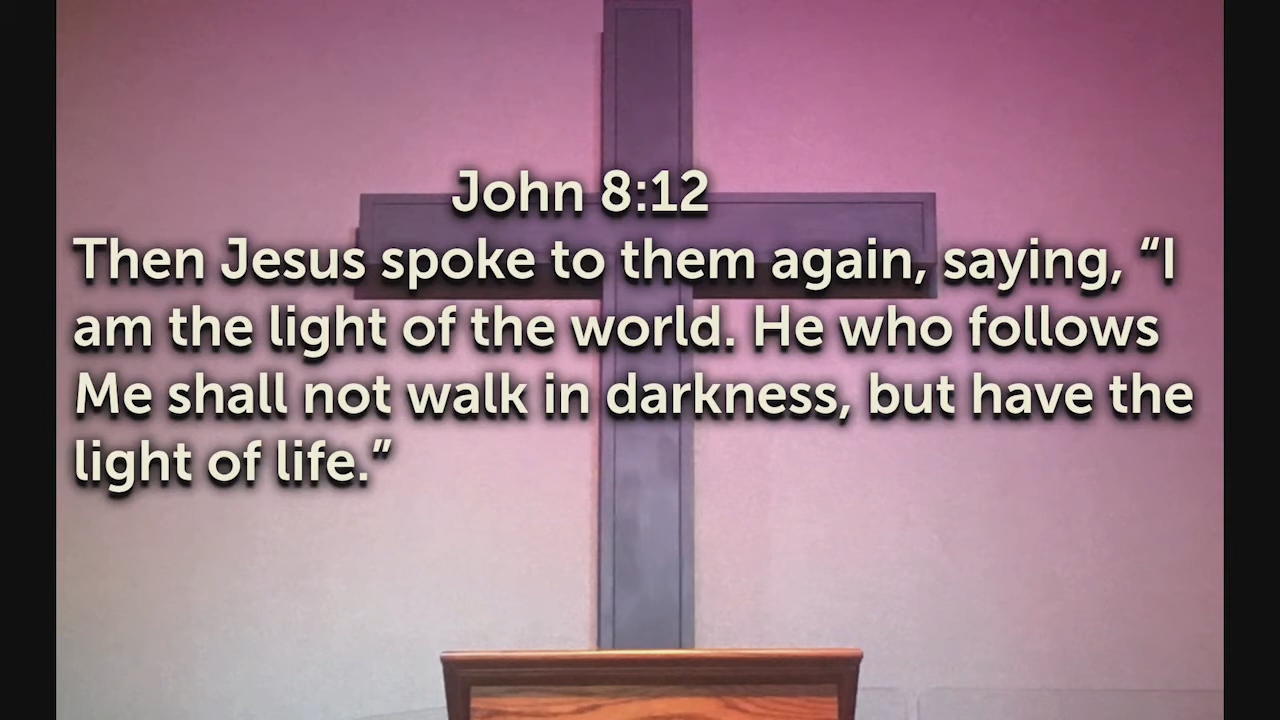 John 8:12
Then Jesus spoke to them again, saying, “I
am the light of the world. He who follows
Me shall not walk in darkness, but have the
light of life.”